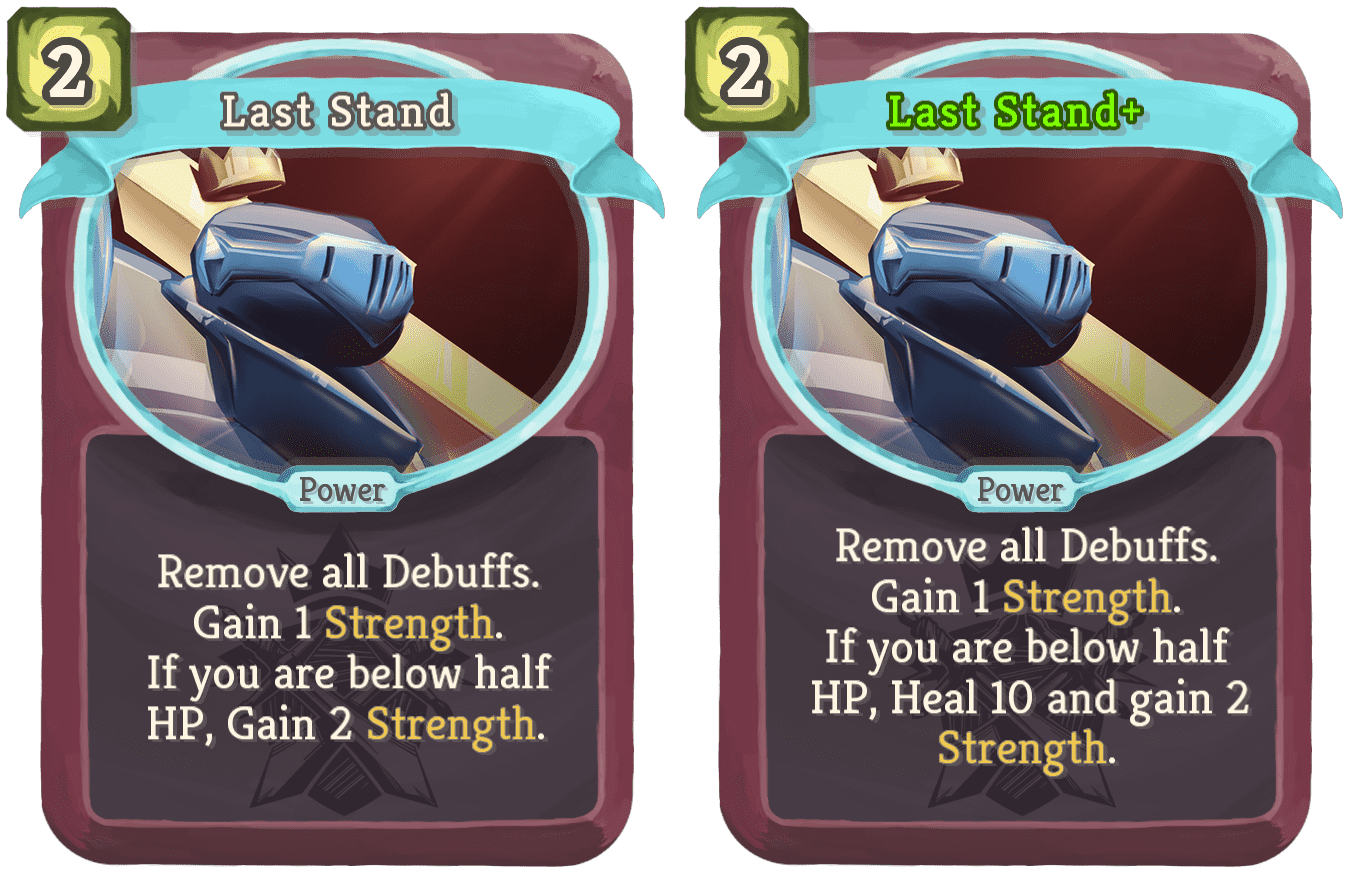 2
Last Stand
Power
Remove all Debuffs.
Gain 1 Strength.
If you are below half
HP, Gain 2 Strength.
2
Last Stand+
Power
Remove all Debuffs.
Gain 1 Strength.
If you are below half
HP, Heal 10 and gain 2
Strength.